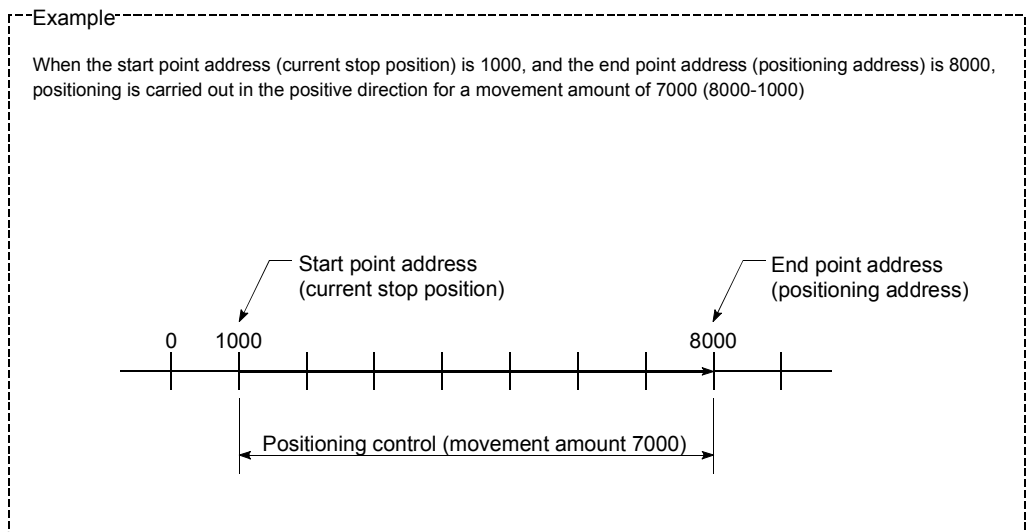 Example
When the start point address (current stop position) is 1000, and the end point address (positioning address) is 8000,
positioning is carried out in the positive direction for a movement amount of 7000 (8000-1000)
Start point address
(current stop position)
End point address
(positioning address)
0 1000 8000
Positioning control (movement amount 7000)